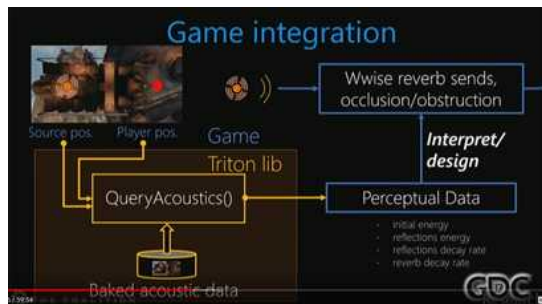 Game integration
Wwise reverb sends,
occlusion/obstruction
Source pos.
Player pos.
Game
Interpret/
design
Triton lib
QueryAcoustics()
Perceptual Data
- initial energy
- reflections energy
- reflections decay rate
- reverb decay rate
Baked acoustic data
GDC